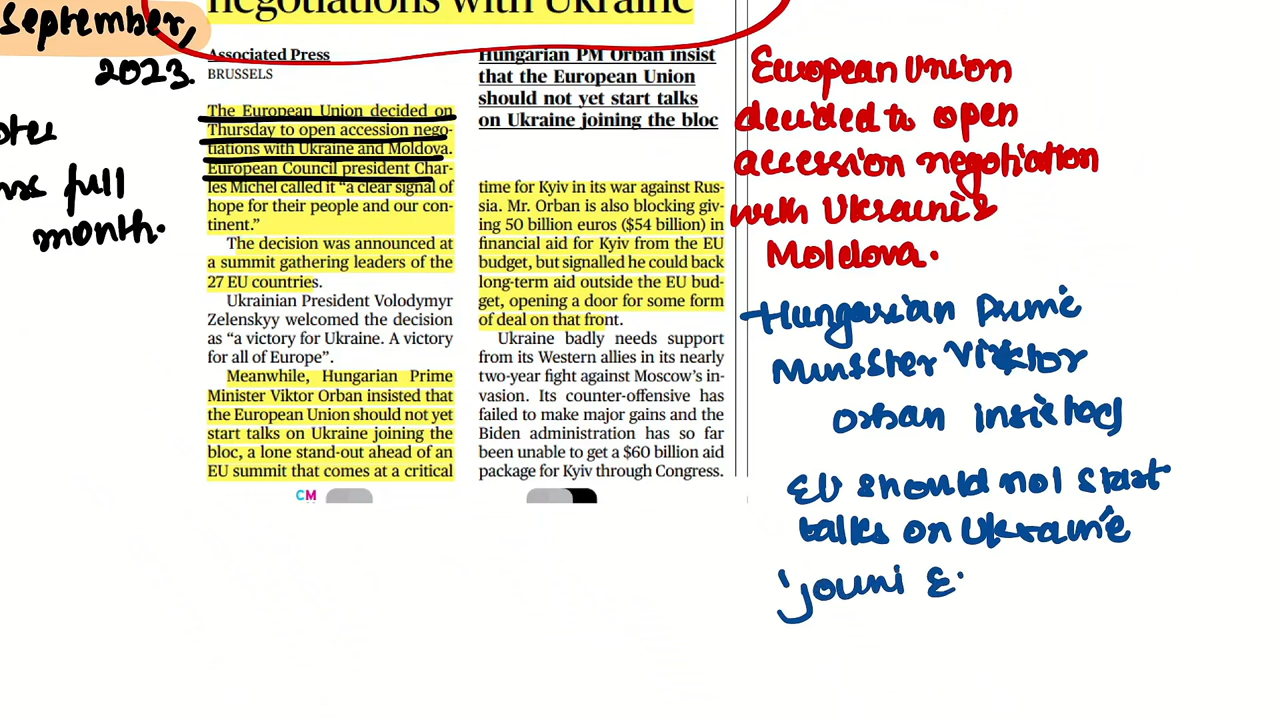 negotiations with Ukraine
September,
2023.
notes
full
month.
Associated Press
BRUSSELS
The European Union decided on
Thursday to open accession nego-
tiations with Ukraine and Moldova.
European Council president Char-
les Michel called it “a clear signal of
hope for their people and our con-
tinent.”
The decision was announced at
a summit gathering leaders of the
27 EU countries.
Ukrainian President Volodymyr
Zelenskyy welcomed the decision
as “a victory for Ukraine. A victory
for all of Europe”.
Meanwhile, Hungarian Prime
Minister Viktor Orban insisted that
the European Union should not yet
start talks on Ukraine joining the
bloc, a lone stand-out ahead of an
EU summit that comes at a critical
Hungarian PM Orban insist
that the European Union
should not yet start talks
on Ukraine joining the bloc
time for Kyiv in its war against Rus-
sia. Mr. Orban is also blocking giv-
ing 50 billion euros ($54 billion) in
financial aid for Kyiv from the EU
budget, but signalled he could back
long-term aid outside the EU bud-
get, opening a door for some form
of deal on that front.
Ukraine badly needs support
from its Western allies in its nearly
two-year fight against Moscow’s in-
vasion. Its counter-offensive has
failed to make major gains and the
Biden administration has so far
been unable to get a $60 billion aid
package for Kyiv through Congress.
CM
European Union
decided to open
accession negotiation
with Ukraine &
Moldova.
Hungarian Prime
Minister Viktor
Orban insisted
EU should not start
talks on Ukraine